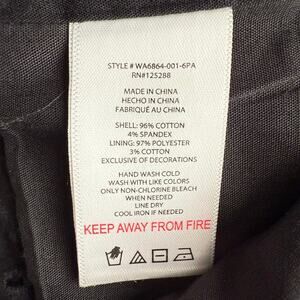 STYLE # WA6864-001-6PA
RN#125288
MADE IN CHINA
HECHO IN CHINA
FABRIQUÉ AU CHINA
SHELL: 96% COTTON
4% SPANDEX
LINING: 97% POLYESTER
3% COTTON
EXCLUSIVE OF DECORATIONS
HAND WASH COLD
WASH WITH LIKE COLORS
ONLY NON-CHLORINE BLEACH
WHEN NEEDED
LINE DRY
COOL IRON IF NEEDED
KEEP AWAY FROM FIRE